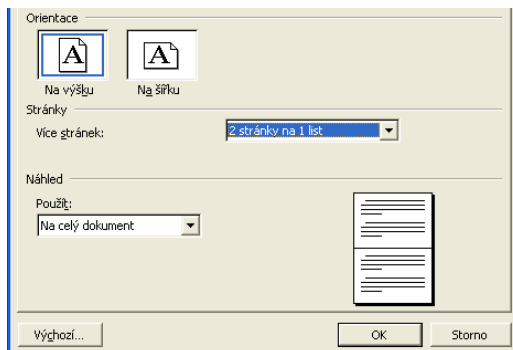 Orientace
A A
Na výšku Na šířku
Stránky
Více stránek: 2 stránky na 1 list
Náhled
Použít:
Na celý dokument
Výchozí... OK Storno